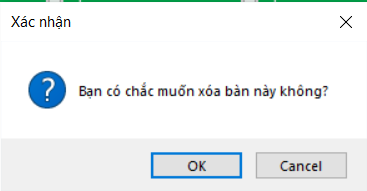 Xác nhận
Bạn có chắc muốn xóa bàn này không?
OK
Cancel